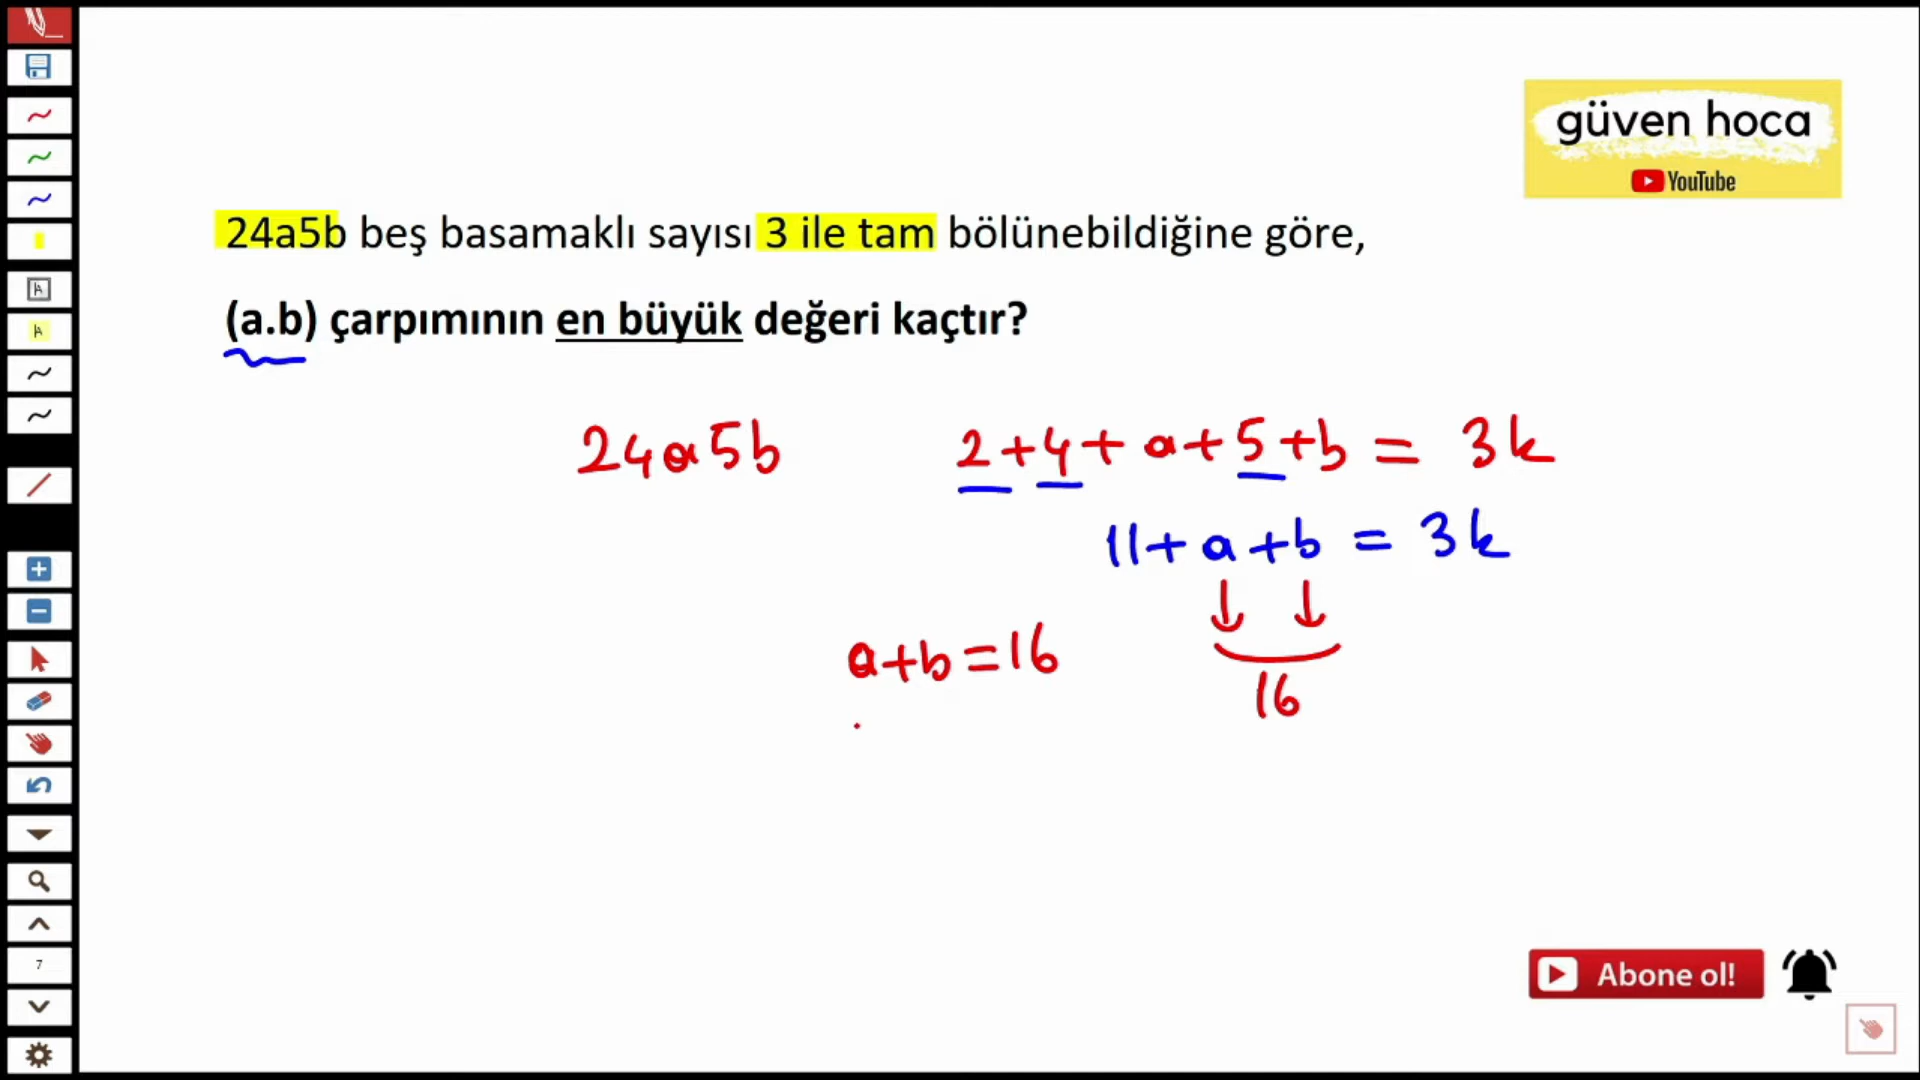 güven hoca
YouTube
24a5b beş basamaklı sayısı 3 ile tam bölünebildiğine göre,
(a.b) çarpımının en büyük değeri kaçtır?
24a5b 2+4+a+5+b = 3k
11+a+b = 3k
a+b=16
16
7
Abone ol!